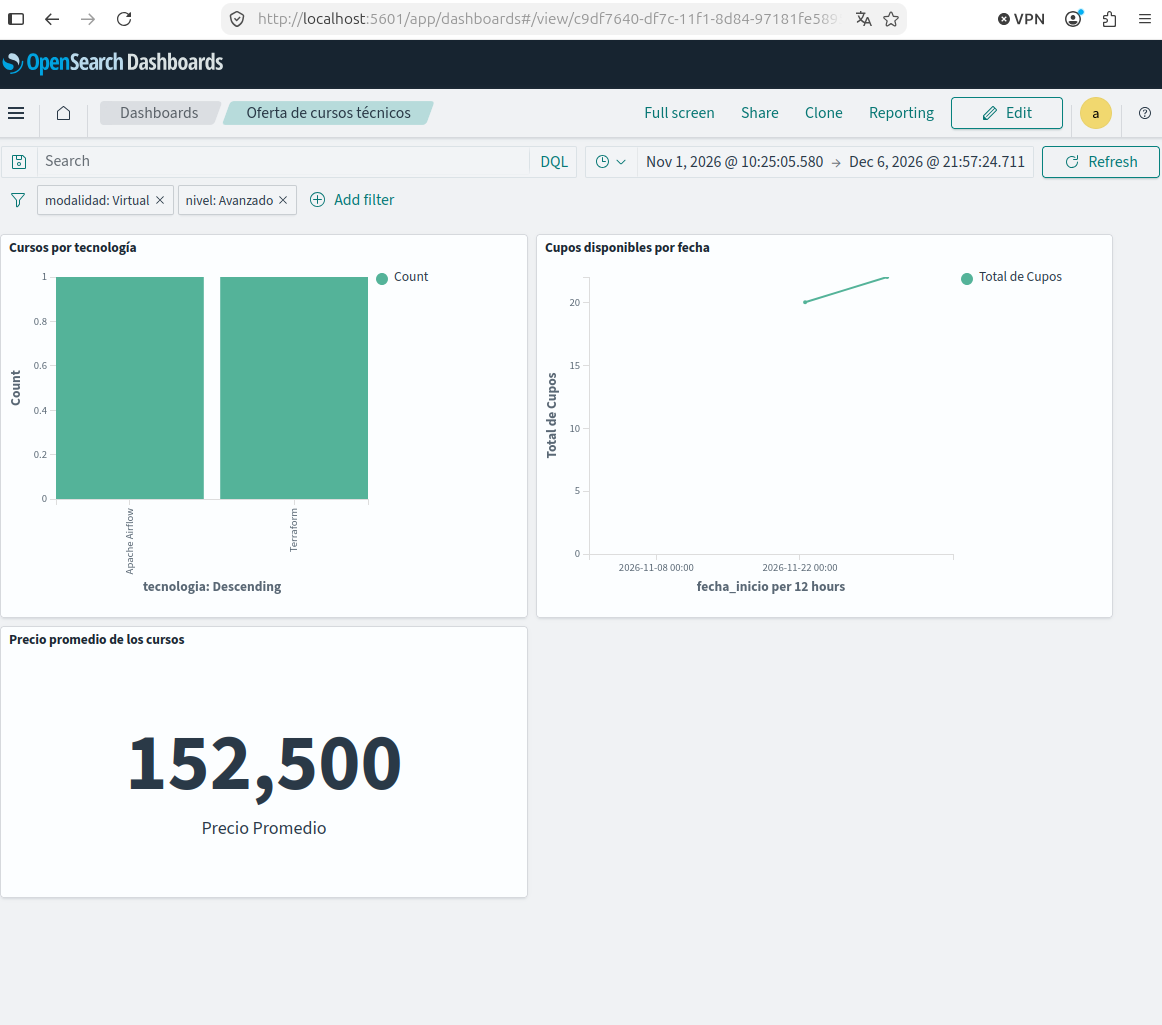 http://localhost:5601/app/dashboards#/view/c9df7640-df7c-11f1-8d84-97181fe589
VPN
OpenSearch Dashboards
Dashboards
Oferta de cursos técnicos
Full screen
Share
Clone
Reporting
Edit
a
Search
DQL
Nov 1, 2026 @ 10:25:05.580 → Dec 6, 2026 @ 21:57:24.711
Refresh
modalidad: Virtual ×
nivel: Avanzado ×
Add filter
Cursos por tecnología
1
0.8
0.6
0.4
0.2
0
Count
Apache Airflow
Terraform
tecnologia: Descending
Count
Cupos disponibles por fecha
20
15
10
5
0
Total de Cupos
2026-11-08 00:00
2026-11-22 00:00
fecha_inicio per 12 hours
Total de Cupos
Precio promedio de los cursos
152,500
Precio Promedio